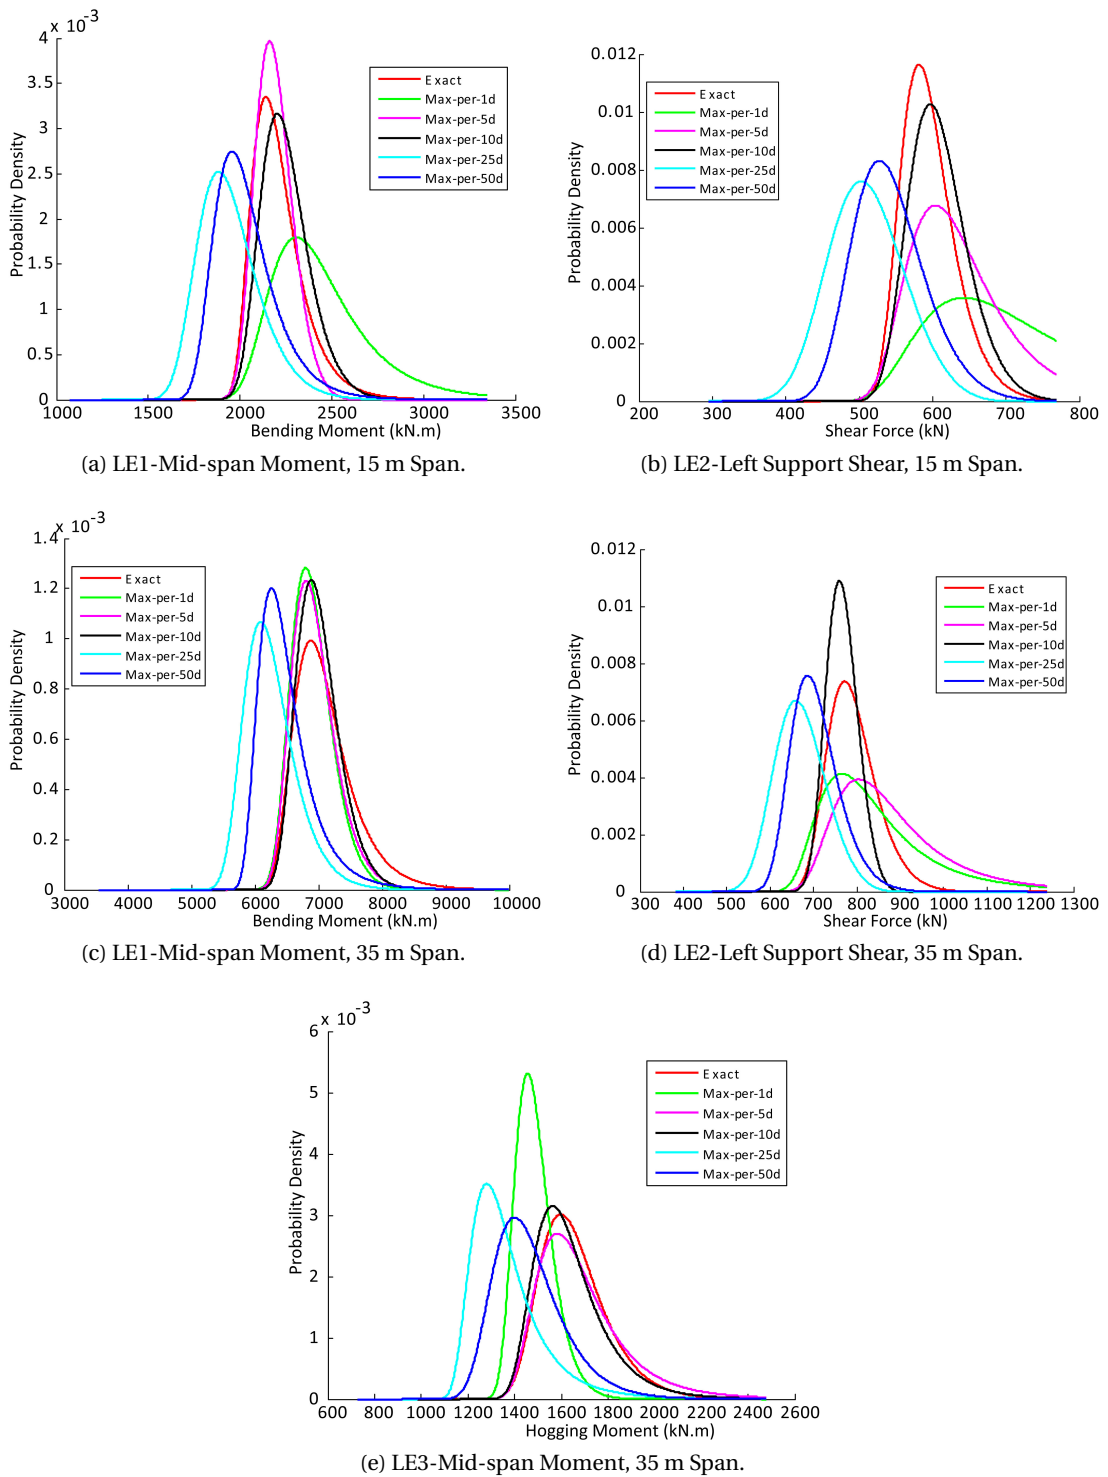 x 10-3
4
3.5
3
2.5
2
1.5
1
0.5
0
Probability Density
Exact
Max-per-1d
Max-per-5d
Max-per-10d
Max-per-25d
Max-per-50d
1000 1500 2000 2500 3000 3500
Bending Moment (kN.m)
(a) LE1-Mid-span Moment, 15 m Span.
0.012
0.01
0.008
0.006
0.004
0.002
0
Probability Density
Exact
Max-per-1d
Max-per-5d
Max-per-10d
Max-per-25d
Max-per-50d
200 300 400 500 600 700 800
Shear Force (kN)
(b) LE2-Left Support Shear, 15 m Span.
x 10-3
1.4
1.2
1
0.8
0.6
0.4
0.2
0
Probability Density
Exact
Max-per-1d
Max-per-5d
Max-per-10d
Max-per-25d
Max-per-50d
3000 4000 5000 6000 7000 8000 9000 10000
Bending Moment (kN.m)
(c) LE1-Mid-span Moment, 35 m Span.
0.012
0.01
0.008
0.006
0.004
0.002
0
Probability Density
Exact
Max-per-1d
Max-per-5d
Max-per-10d
Max-per-25d
Max-per-50d
300 400 500 600 700 800 900 1000 1100 1200 1300
Shear Force (kN)
(d) LE2-Left Support Shear, 35 m Span.
x 10-3
6
5
4
3
2
1
0
Probability Density
Exact
Max-per-1d
Max-per-5d
Max-per-10d
Max-per-25d
Max-per-50d
600 800 1000 1200 1400 1600 1800 2000 2200 2400 2600
Hogging Moment (kN.m)
(e) LE3-Mid-span Moment, 35 m Span.